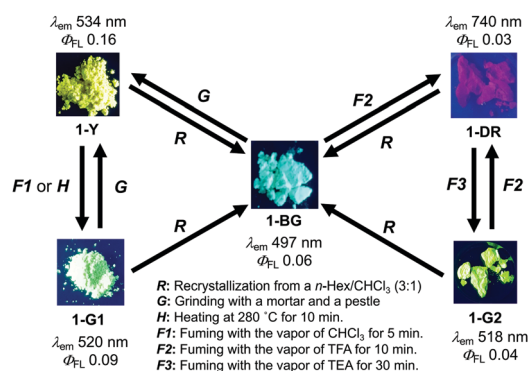 λem 534 nm
ΦFL 0.16
1-Y
λem 740 nm
ΦFL 0.03
1-DR
G
R
F2
R
F1 or H
G
1-BG
F3
F2
R
R
λem 497 nm
ΦFL 0.06
1-G1
λem 520 nm
ΦFL 0.09
1-G2
λem 518 nm
ΦFL 0.04
R: Recrystallization from a n-Hex/CHCl3 (3:1)
G: Grinding with a mortar and a pestle
H: Heating at 280 ˚C for 10 min.
F1: Fuming with the vapor of CHCl3 for 5 min.
F2: Fuming with the vapor of TFA for 10 min.
F3: Fuming with the vapor of TEA for 30 min.